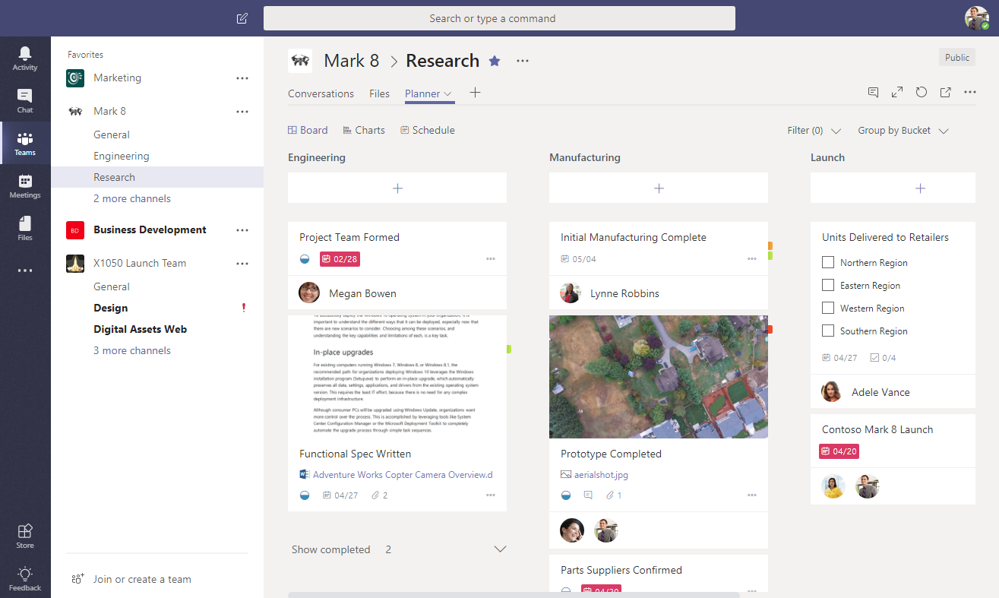 Search or type a command
Activity
Chat
Teams
Meetings
Files
Store
Feedback
Favorites
Marketing
Mark 8
General
Engineering
Research
2 more channels
BD Business Development
X1050 Launch Team
General
Design !
Digital Assets Web
3 more channels
Join or create a team
Mark 8 > Research
Public
Conversations Files Planner
Board Charts Schedule
Filter (0) Group by Bucket
Engineering
Project Team Formed
02/28
Megan Bowen
important to understand the different ways that it can be deployed, especially now that
there are new scenarios to consider. Choosing among these scenarios, and
understanding the key capabilities and limitations of each, is a key task.
In-place upgrades
For existing computers running Windows 7, Windows 8, or Windows 8.1, the
recommended path for organizations deploying Windows 10 leverages the Windows
installation program (Setup.exe) to perform an in-place upgrade, which automatically
preserves all data, settings, applications, and drivers from the existing operating system
version. This requires the least IT effort, because there is no need for any complex
deployment infrastructure.
Although consumer PCs will be upgraded using Windows Update, organizations want
more control over the process. This is accomplished by leveraging tools like System
Center Configuration Manager or the Microsoft Deployment Toolkit to completely
automate the upgrade process through simple task sequences.
Functional Spec Written
Adventure Works Copter Camera Overview.d
04/27 2
Show completed 2
Manufacturing
Initial Manufacturing Complete
05/04
Lynne Robbins
Prototype Completed
aerialshot.jpg
1
Parts Suppliers Confirmed
04/20
Launch
Units Delivered to Retailers
Northern Region
Eastern Region
Western Region
Southern Region
04/27 0/4
Adele Vance
Contoso Mark 8 Launch
04/20